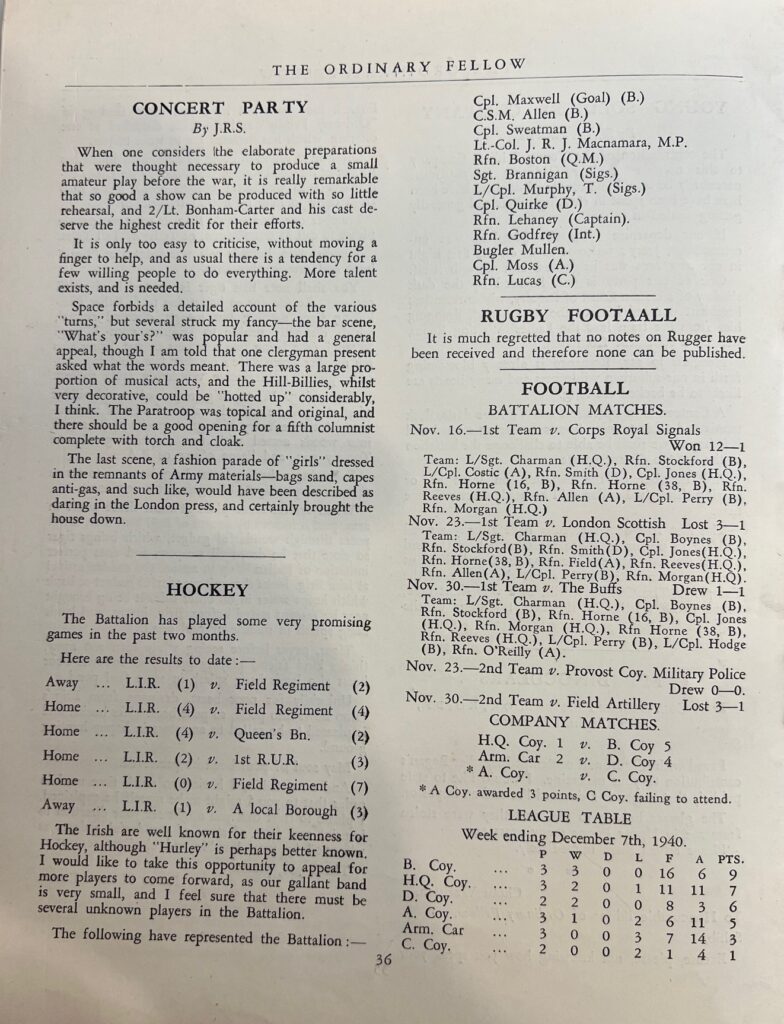 THE ORDINARY FELLOW
CONCERT PARTY
By J.R.S.
When one considers the elaborate preparations
that were thought necessary to produce a small
amateur play before the war, it is really remarkable
that so good a show can be produced with so little
rehearsal, and 2/Lt. Bonham-Carter and his cast de-
serve the highest credit for their efforts.
It is only too easy to criticise, without moving a
finger to help, and as usual there is a tendency for a
few willing people to do everything. More talent
exists, and is needed.
Space forbids a detailed account of the various
"turns," but several struck my fancy—the bar scene,
"What's your's?" was popular and had a general
appeal, though I am told that one clergyman present
asked what the words meant. There was a large pro-
portion of musical acts, and the Hill-Billies, whilst
very decorative, could be "hotted up" considerably,
I think. The Paratroop was topical and original, and
there should be a good opening for a fifth columnist
complete with torch and cloak.
The last scene, a fashion parade of "girls" dressed
in the remnants of Army materials—bags sand, capes
anti-gas, and such like, would have been described as
daring in the London press, and certainly brought the
house down.
HOCKEY
The Battalion has played some very promising
games in the past two months.
Here are the results to date :—
Away ... L.I.R. (1) v. Field Regiment (2)
Home ... L.I.R. (4) v. Field Regiment (4)
Home ... L.I.R. (4) v. Queen's Bn. (2)
Home ... L.I.R. (2) v. 1st R.U.R. (3)
Home ... L.I.R. (0) v. Field Regiment (7)
Away ... L.I.R. (1) v. A local Borough (3)
The Irish are well known for their keenness for
Hockey, although "Hurley" is perhaps better known.
I would like to take this opportunity to appeal for
more players to come forward, as our gallant band
is very small, and I feel sure that there must be
several unknown players in the Battalion.
The following have represented the Battalion :—
Cpl. Maxwell (Goal) (B.)
C.S.M. Allen (B.)
Cpl. Sweatman (B.)
Lt.-Col. J. R. J. Macnamara, M.P.
Rfn. Boston (Q.M.)
Sgt. Brannigan (Sigs.)
L/Cpl. Murphy, T. (Sigs.)
Cpl. Quirke (D.)
Rfn. Lehaney (Captain).
Rfn. Godfrey (Int.)
Bugler Mullen.
Cpl. Moss (A.)
Rfn. Lucas (C.)
RUGBY FOOTAALL
It is much regretted that no notes on Rugger have
been received and therefore none can be published.
FOOTBALL
BATTALION MATCHES.
Nov. 16.—1st Team v. Corps Royal Signals
Won 12—1
Team: L/Sgt. Charman (H.Q.), Rfn. Stockford (B),
L/Cpl. Costic (A), Rfn. Smith (D), Cpl. Jones (H.Q.),
Rfn. Horne (16, B), Rfn. Horne (38, B), Rfn.
Reeves (H.Q.), Rfn. Allen (A), L/Cpl. Perry (B),
Rfn. Morgan (H.Q.)
Nov. 23.—1st Team v. London Scottish Lost 3—1
Team: L/Sgt. Charman (H.Q.), Cpl. Boynes (B),
Rfn. Stockford(B), Rfn. Smith(D), Cpl. Jones(H.Q.),
Rfn. Horne(38, B), Rfn. Field(A), Rfn. Reeves(H.Q.),
Rfn. Allen(A), L/Cpl. Perry(B), Rfn. Morgan(H.Q).
Nov. 30.—1st Team v. The Buffs Drew 1—1
Team: L/Sgt. Charman (H.Q.), Cpl. Boynes (B),
Rfn. Stockford (B), Rfn. Horne (16, B), Cpl. Jones
(H.Q.), Rfn. Morgan (H.Q.), Rfn Horne (38, B),
Rfn. Reeves (H.Q.), L/Cpl. Perry (B), L/Cpl. Hodge
(B), Rfn. O'Reilly (A).
Nov. 23.—2nd Team v. Provost Coy. Military Police
Drew 0—0.
Nov. 30.—2nd Team v. Field Artillery Lost 3—1
COMPANY MATCHES.
H.Q. Coy. 1 v. B. Coy 5
Arm. Car 2 v. D. Coy 4
* A. Coy. v. C. Coy.
* A Coy. awarded 3 points, C Coy. failing to attend.
LEAGUE TABLE
Week ending December 7th, 1940.
P W D L F A PTS.
B. Coy. ... 3 3 0 0 16 6 9
H.Q. Coy. ... 3 2 0 1 11 11 7
D. Coy. ... 2 2 0 0 8 3 6
A. Coy. ... 3 1 0 2 6 11 5
Arm. Car ... 3 0 0 3 7 14 3
C. Coy. ... 2 0 0 2 1 4 1
36